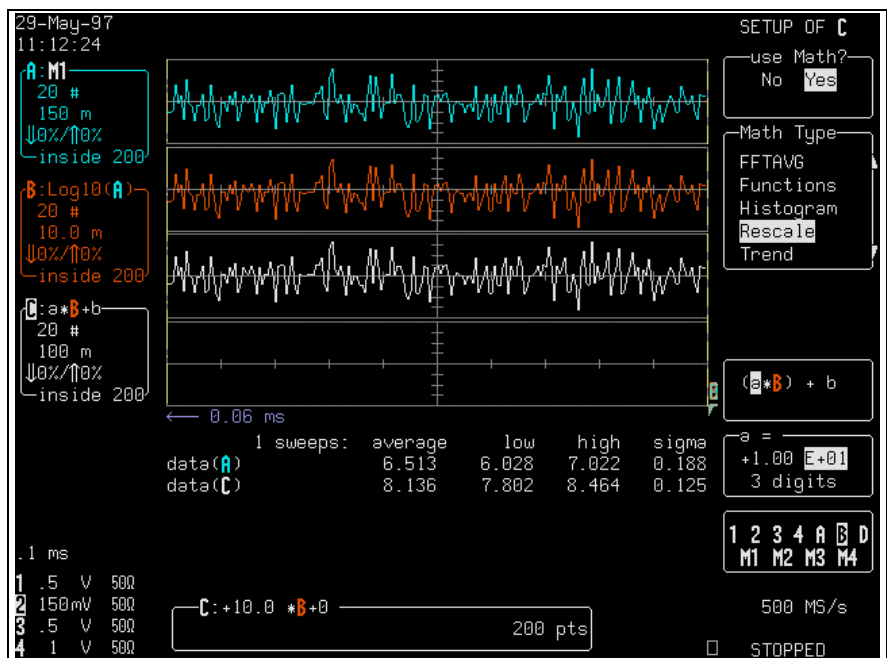 29-May-97
11:12:24
A:M1
20 #
150 m
⇓0%/⇑0%
inside 200
B:Log10(A)
20 #
10.0 m
⇓0%/⇑0%
inside 200
C:a*B+b
20 #
100 m
⇓0%/⇑0%
inside 200
← 0.06 ms
1 sweeps: average low high sigma
data(A) 6.513 6.028 7.022 0.188
data(C) 8.136 7.802 8.464 0.125
.1 ms
1 .5 V 50Ω
2 150mV 50Ω
3 .5 V 50Ω
4 1 V 50Ω
C:+10.0 *B+0
200 pts
SETUP OF C
use Math?
No Yes
Math Type
FFTAVG
Functions
Histogram
Rescale
Trend
(a*B) + b
a =
+1.00 E+01
3 digits
1 2 3 4 A B D
M1 M2 M3 M4
500 MS/s
STOPPED